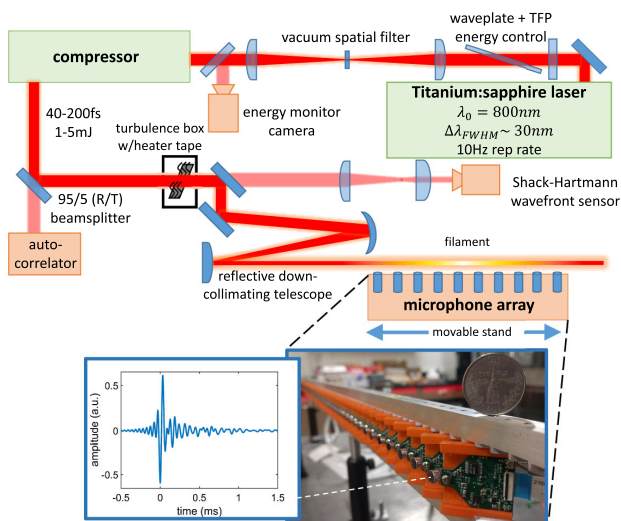 waveplate + TFP
energy control
vacuum spatial filter
compressor
Titanium:sapphire laser
λ₀ = 800nm
Δλ_FWHM ~ 30nm
10Hz rep rate
energy monitor
camera
40-200fs
1-5mJ
turbulence box
w/heater tape
95/5 (R/T)
beamsplitter
Shack-Hartmann
wavefront sensor
auto-
correlator
reflective down-
collimating telescope
filament
microphone array
movable stand
amplitude (a.u.)
0.5
0
-0.5
-0.5
0
0.5
1
1.5
time (ms)